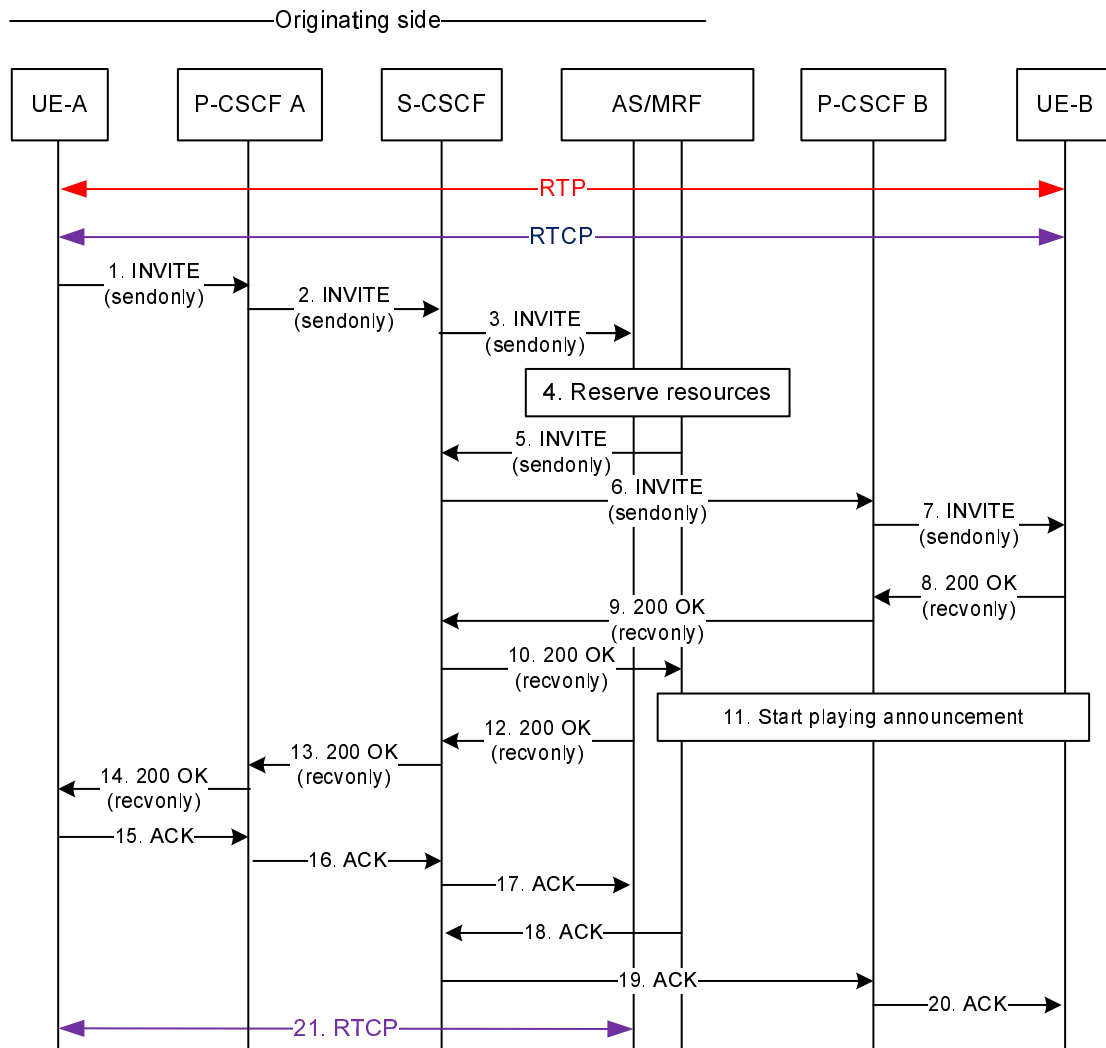 Originating side
UE-A
P-CSCF A
S-CSCF
AS/MRF
P-CSCF B
UE-B
RTP
RTCP
1. INVITE
(sendonly)
2. INVITE
(sendonly)
3. INVITE
(sendonly)
4. Reserve resources
5. INVITE
(sendonly)
6. INVITE
(sendonly)
7. INVITE
(sendonly)
8. 200 OK
(recvonly)
9. 200 OK
(recvonly)
10. 200 OK
(recvonly)
11. Start playing announcement
12. 200 OK
(recvonly)
13. 200 OK
(recvonly)
14. 200 OK
(recvonly)
15. ACK
16. ACK
17. ACK
18. ACK
19. ACK
20. ACK
21. RTCP